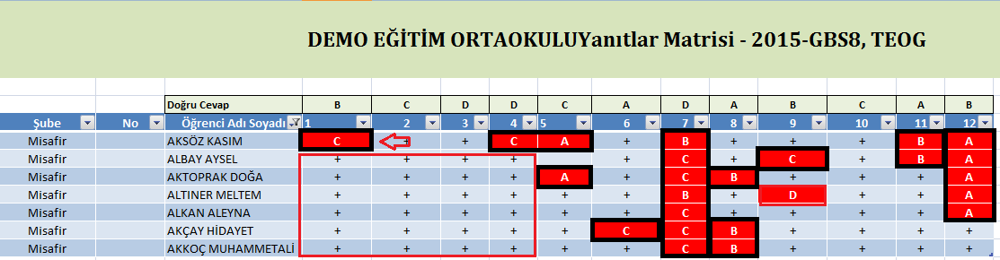 DEMO EĞİTİM ORTAOKULUYanıtlar Matrisi - 2015-GBS8, TEOG
Doğru Cevap B C D D C A D A B C A B
Şube No Öğrenci Adı Soyadı 1 2 3 4 5 6 7 8 9 10 11 12
Misafir AKSÖZ KASIM C + + C A + B + + + B A
Misafir ALBAY AYSEL + + + + + + C + C + B A
Misafir AKTOPRAK DOĞA + + + + A + C B + + + A
Misafir ALTINER MELTEM + + + + + + B + D + + A
Misafir ALKAN ALEYNA + + + + + + C + + + + A
Misafir AKÇAY HİDAYET + + + + + C C B + + + +
Misafir AKKOÇ MUHAMMETALİ + + + + + + C B + + + +